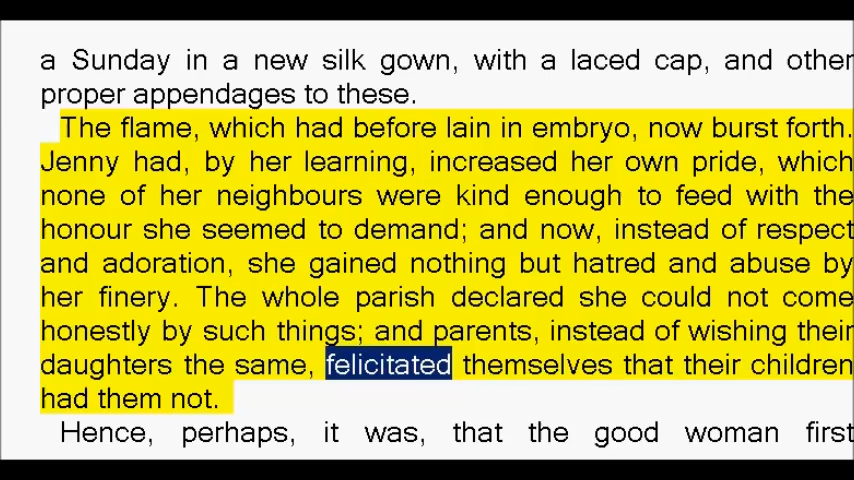 a Sunday in a new silk gown, with a laced cap, and other
proper appendages to these.
The flame, which had before lain in embryo, now burst forth.
Jenny had, by her learning, increased her own pride, which
none of her neighbours were kind enough to feed with the
honour she seemed to demand; and now, instead of respect
and adoration, she gained nothing but hatred and abuse by
her finery. The whole parish declared she could not come
honestly by such things; and parents, instead of wishing their
daughters the same, felicitated themselves that their children
had them not.
Hence, perhaps, it was, that the good woman first